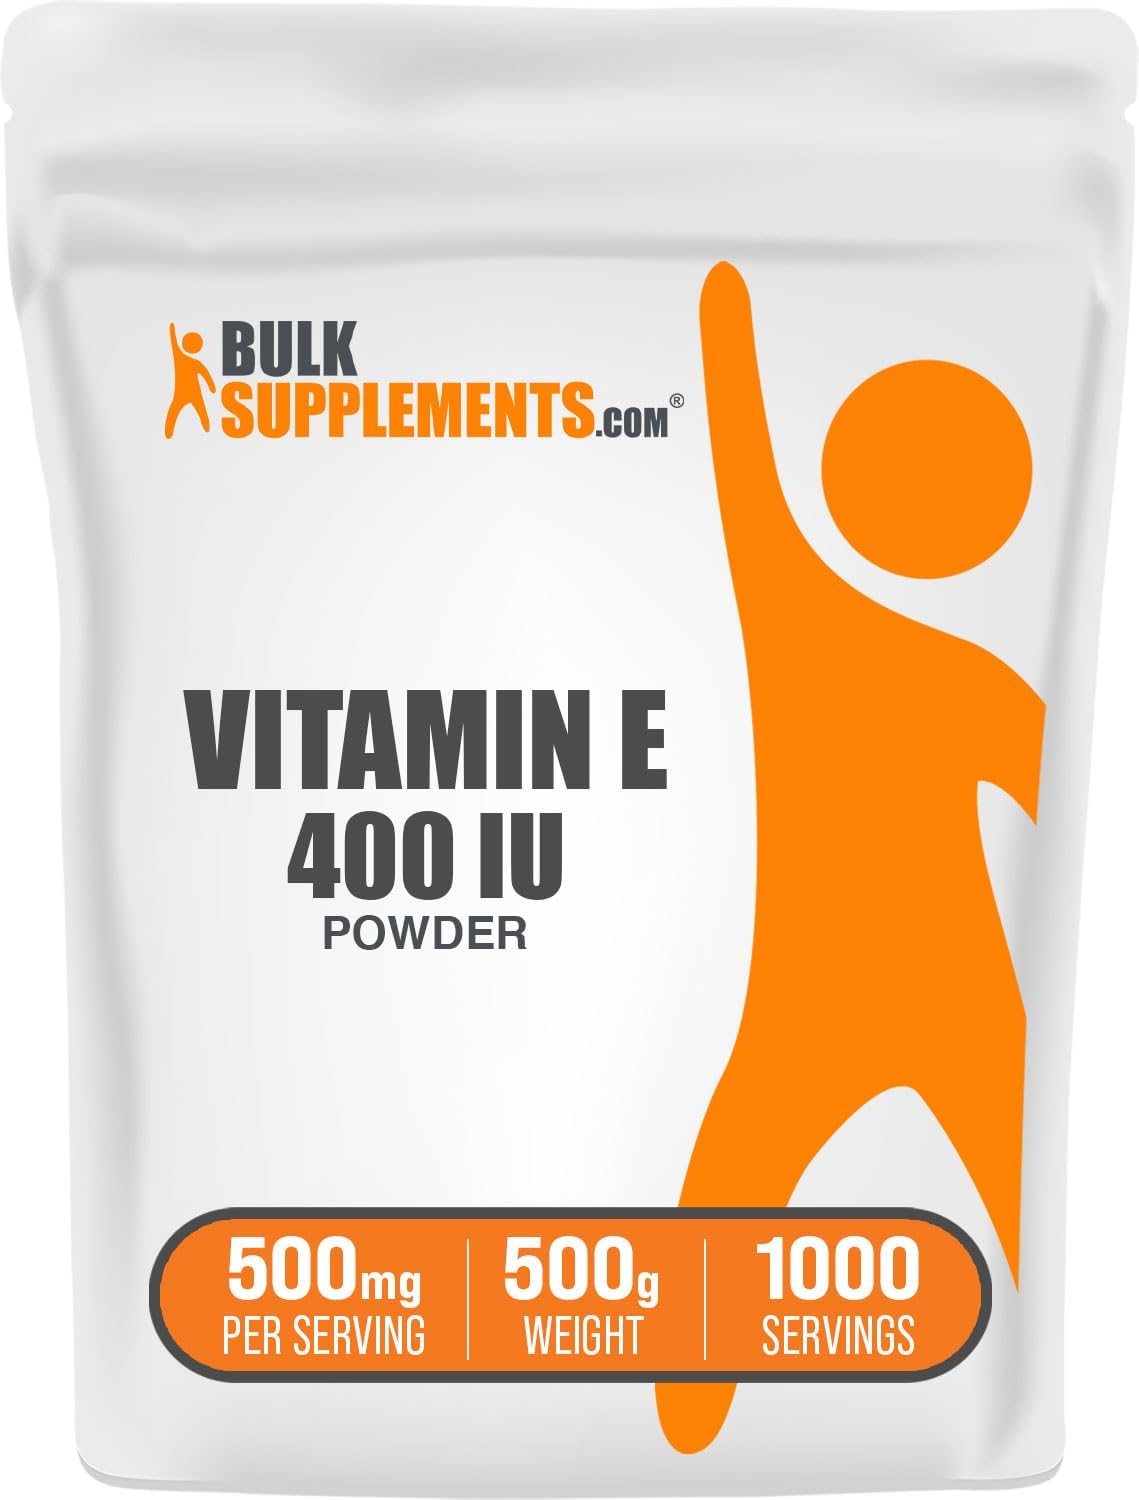 BULK
SUPPLEMENTS.COM®
VITAMIN E
400 IU
POWDER
500mg
PER SERVING
500g
WEIGHT
1000
SERVINGS